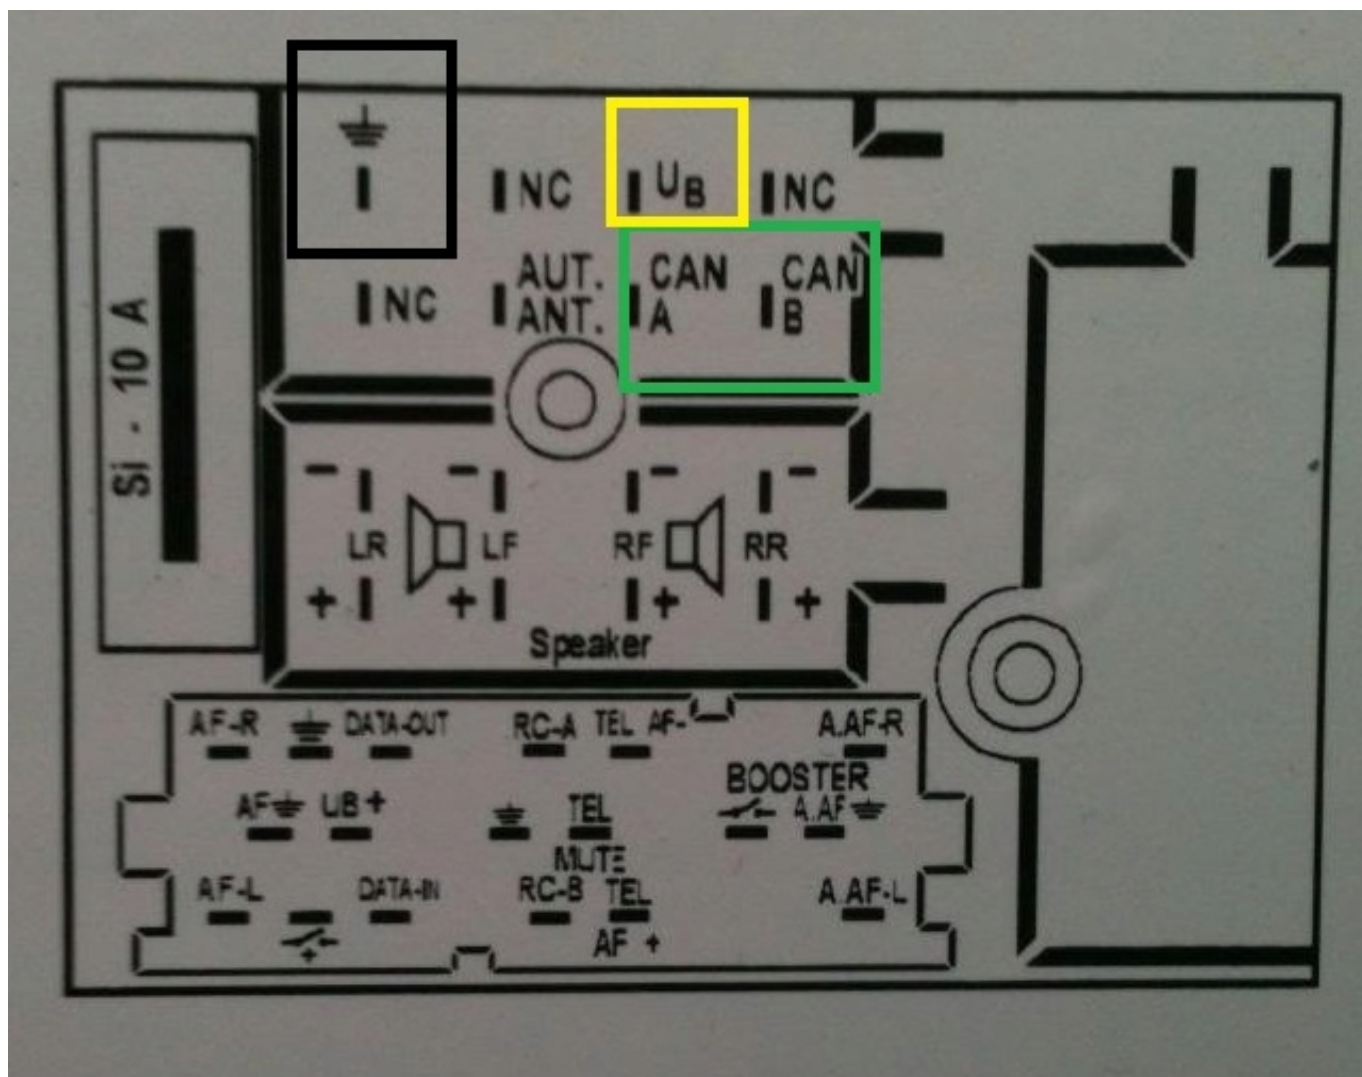 NC UB NC
NC AUT. ANT. CAN A CAN B
Si - 10 A
- - - -
LR LF RF RR
+ + + +
Speaker
AF-R DATA-OUT RC-A TEL AF- A.AF-R
BOOSTER
AF UB + TEL MUTE A.AF
AF-L DATA-IN RC-B TEL AF + A.AF-L
+